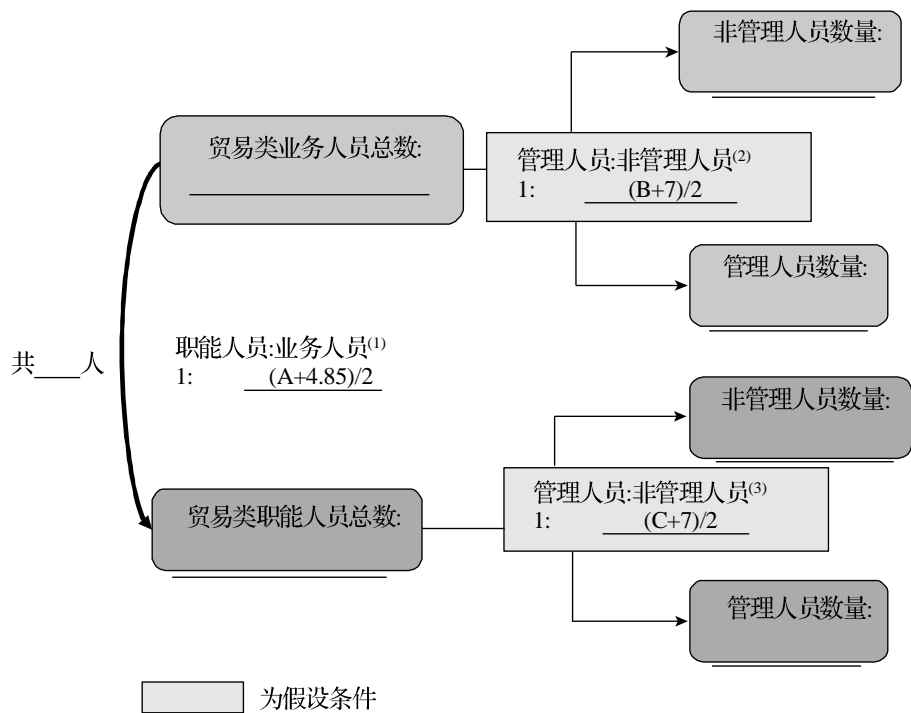 非管理人员数量:
贸易类业务人员总数:
管理人员:非管理人员(2)
1: (B+7)/2
管理人员数量:
共____人
职能人员:业务人员(1)
1: (A+4.85)/2
非管理人员数量:
贸易类职能人员总数:
管理人员:非管理人员(3)
1: (C+7)/2
管理人员数量:
为假设条件